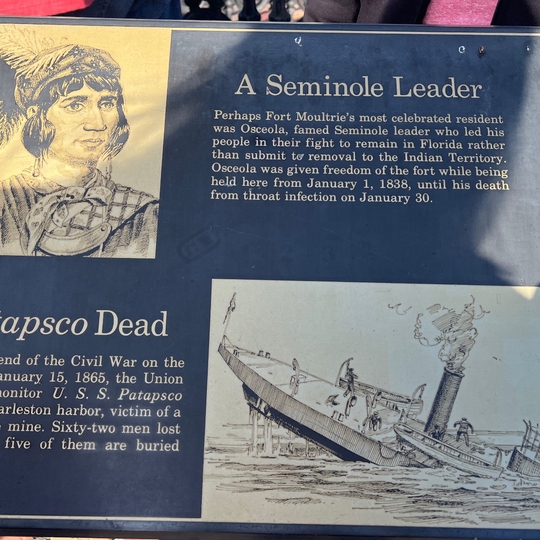 A Seminole Leader
Perhaps Fort Moultrie's most celebrated resident
was Osceola, famed Seminole leader who led his
people in their fight to remain in Florida rather
than submit to removal to the Indian Territory.
Osceola was given freedom of the fort while being
held here from January 1, 1838, until his death
from throat infection on January 30.
apsco Dead
end of the Civil War on the
anuary 15, 1865, the Union
onitor U. S. S. Patapsco
arleston harbor, victim of a
mine. Sixty-two men lost
five of them are buried